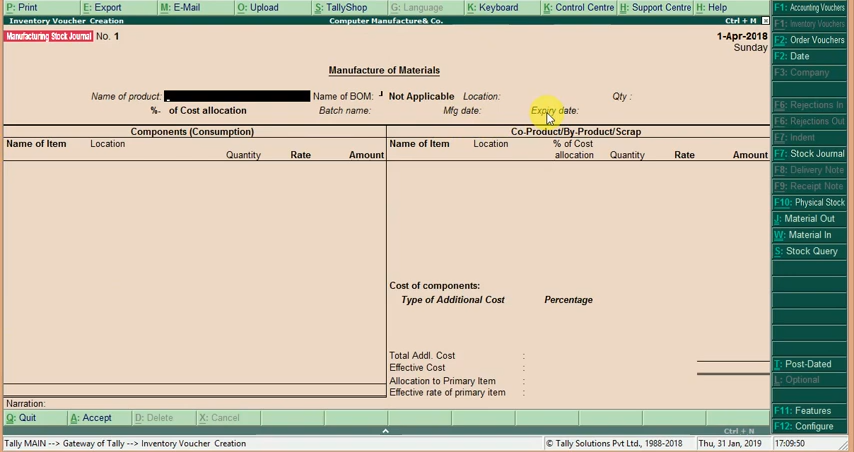 P: Print E: Export M: E-Mail O: Upload S: TallyShop G: Language K: Keyboard K: Control Centre H: Support Centre H: Help
Inventory Voucher Creation Computer Manufacture& Co. Ctrl + M
Manufacturing Stock Journal No. 1 1-Apr-2018
Sunday
Manufacture of Materials
Name of product: Name of BOM: Not Applicable Location: Qty :
%- of Cost allocation Batch name: Mfg date: Expiry date:
Components (Consumption) Co-Product/By-Product/Scrap
Name of Item Location Name of Item Location % of Cost
Quantity Rate Amount allocation Quantity Rate Amount
Cost of components:
Type of Additional Cost Percentage
Total Addl. Cost :
Effective Cost :
Allocation to Primary Item :
Effective rate of primary item :
Narration:
Q: Quit A: Accept D: Delete X: Cancel
Ctrl + N
Tally MAIN --> Gateway of Tally --> Inventory Voucher Creation © Tally Solutions Pvt Ltd., 1988-2018 Thu, 31 Jan, 2019 17:09:50
F1: Accounting Vouchers
F1: Inventory Vouchers
F2: Order Vouchers
F2: Date
F3: Company
F6: Rejections In
F6: Rejections Out
F7: Indent
F7: Stock Journal
F8: Delivery Note
F9: Receipt Note
F10: Physical Stock
J: Material Out
W: Material In
S: Stock Query
T: Post-Dated
L: Optional
F11: Features
F12: Configure